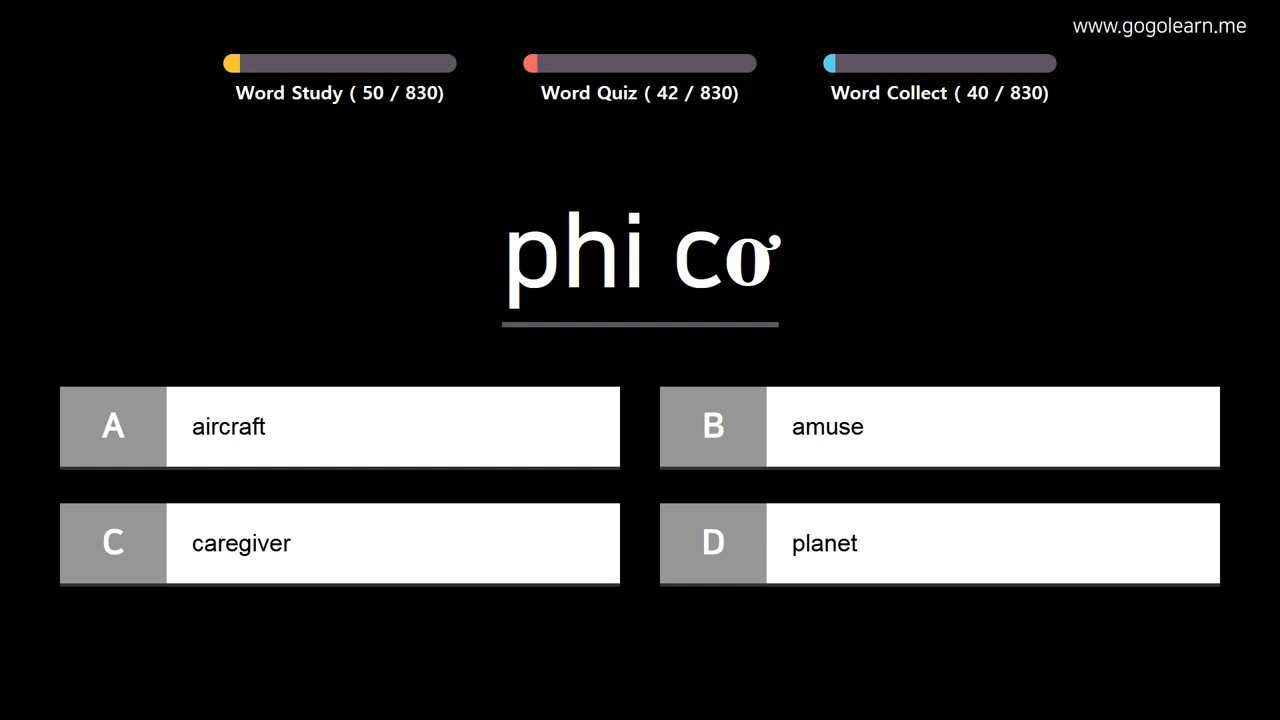 www.gogolearn.me
Word Study ( 50 / 830)
Word Quiz ( 42 / 830)
Word Collect ( 40 / 830)
phi cơ
A aircraft
B amuse
C caregiver
D planet